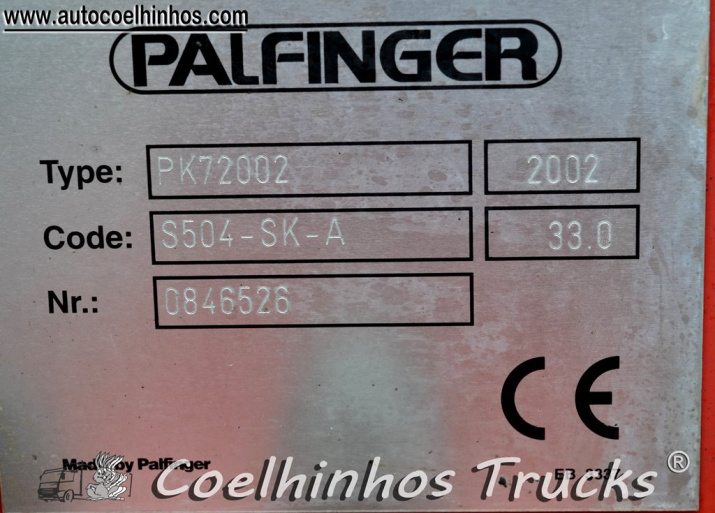 www.autocoelhinhos.com
PALFINGER
Type: PK72002 2002
Code: S504-SK-A 33.0
Nr.: 0846526
CE
Made by Palfinger
Coelhinhos Trucks ®